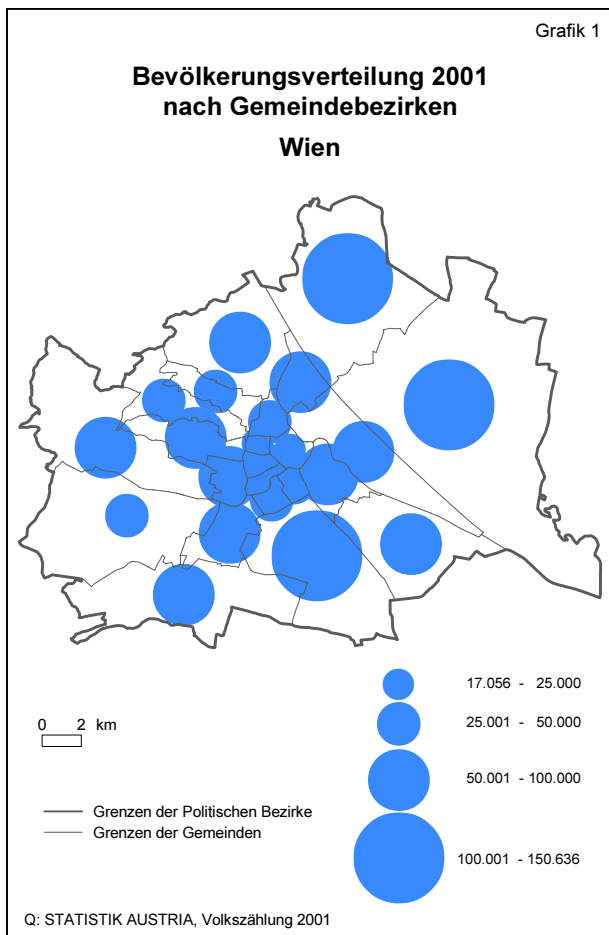 Grafik 1
Bevölkerungsverteilung 2001
nach Gemeindebezirken
Wien
17.056 - 25.000
25.001 - 50.000
50.001 - 100.000
100.001 - 150.636
0 2 km
Grenzen der Politischen Bezirke
Grenzen der Gemeinden
Q: STATISTIK AUSTRIA, Volkszählung 2001